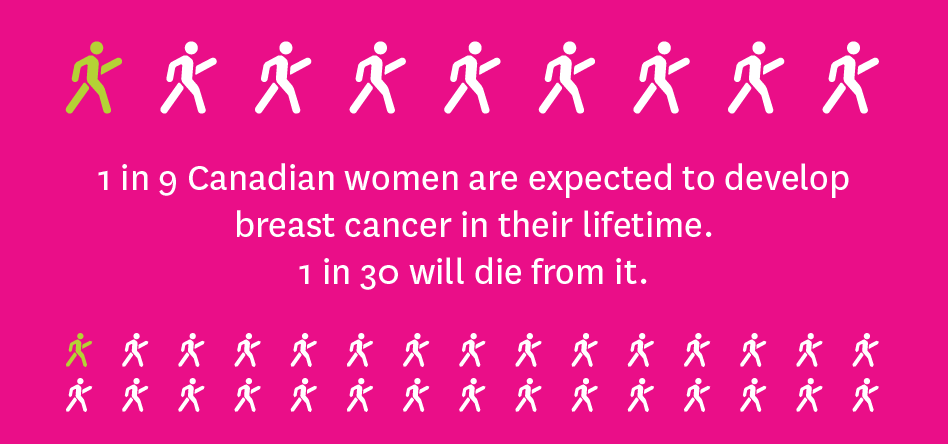 1 in 9 Canadian women are expected to develop
breast cancer in their lifetime.
1 in 30 will die from it.